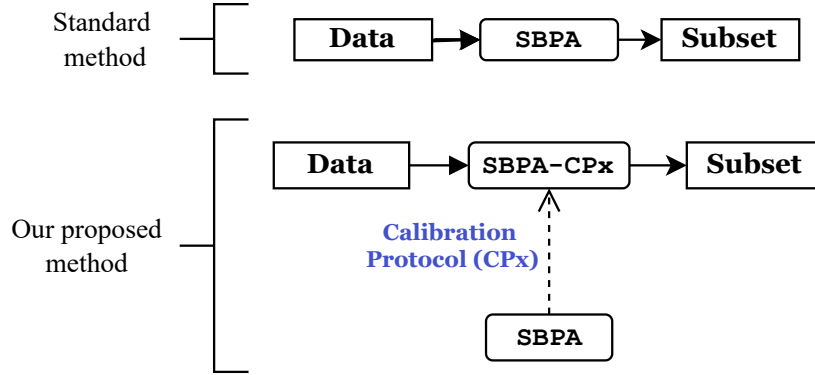 Standard
method
Data
SBPA
Subset
Our proposed
method
Data
SBPA-CPx
Subset
Calibration
Protocol (CPx)
SBPA